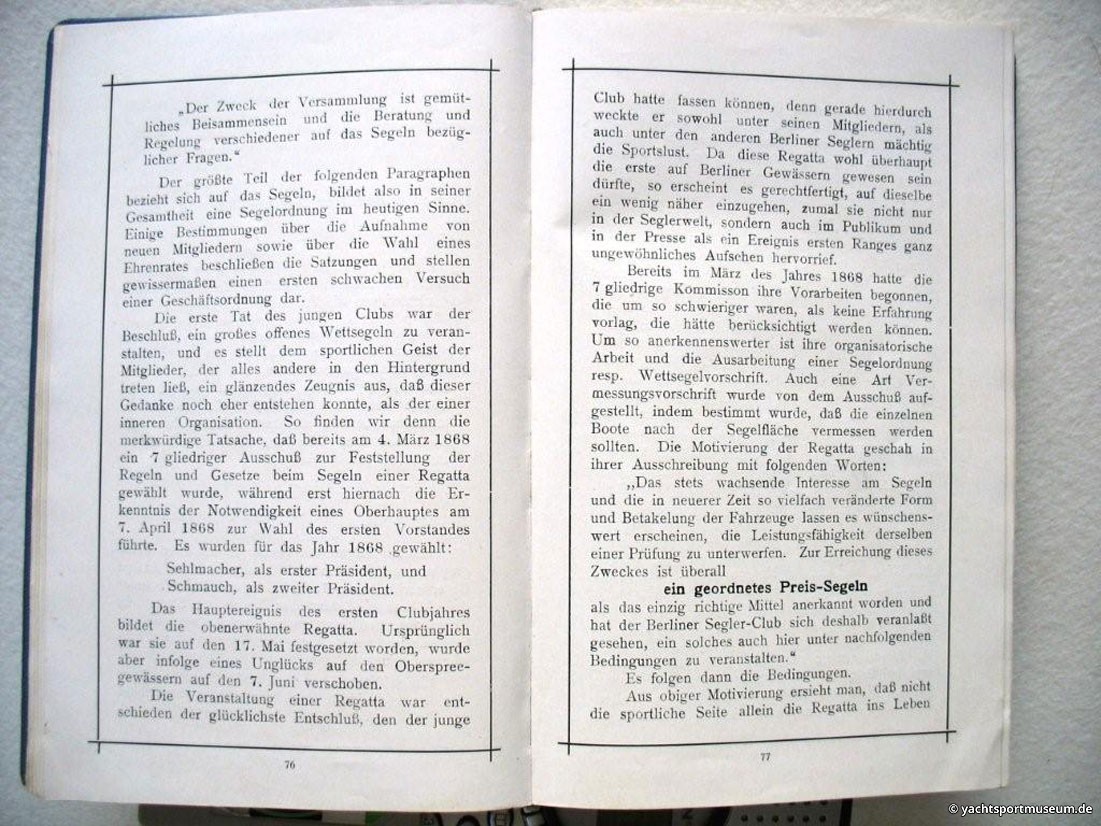 „Der Zweck der Versammlung ist gemüt-
liches Beisammensein und die Beratung und
Regelung verschiedener auf das Segeln bezüg-
licher Fragen.“
Der größte Teil der folgenden Paragraphen
bezieht sich auf das Segeln, bildet also in seiner
Gesamtheit eine Segelordnung im heutigen Sinne.
Einige Bestimmungen über die Aufnahme von
neuen Mitgliedern sowie über die Wahl eines
Ehrenrates beschließen die Satzungen und stellen
gewissermaßen einen ersten schwachen Versuch
einer Geschäftsordnung dar.
Die erste Tat des jungen Clubs war der
Beschluß, ein großes offenes Wettsegeln zu veran-
stalten, und es stellt dem sportlichen Geist der
Mitglieder, der alles andere in den Hintergrund
treten ließ, ein glänzendes Zeugnis aus, daß dieser
Gedanke noch eher entstehen konnte, als der einer
inneren Organisation. So finden wir denn die
merkwürdige Tatsache, daß bereits am 4. März 1868
ein 7 gliedriger Ausschuß zur Feststellung der
Regeln und Gesetze beim Segeln einer Regatta
gewählt wurde, während erst hiernach die Er-
kenntnis der Notwendigkeit eines Oberhauptes am
7. April 1868 zur Wahl des ersten Vorstandes
führte. Es wurden für das Jahr 1868 gewählt:
Sehlmacher, als erster Präsident, und
Schmauch, als zweiter Präsident.
Das Hauptereignis des ersten Clubjahres
bildet die obenerwähnte Regatta. Ursprünglich
war sie auf den 17. Mai festgesetzt worden, wurde
aber infolge eines Unglücks auf den Oberspree-
gewässern auf den 7. Juni verschoben.
Die Veranstaltung einer Regatta war ent-
schieden der glücklichste Entschluß, den der junge
76
Club hatte fassen können, denn gerade hierdurch
weckte er sowohl unter seinen Mitgliedern, als
auch unter den anderen Berliner Seglern mächtig
die Sportslust. Da diese Regatta wohl überhaupt
die erste auf Berliner Gewässern gewesen sein
dürfte, so erscheint es gerechtfertigt, auf dieselbe
ein wenig näher einzugehen, zumal sie nicht nur
in der Seglerwelt, sondern auch im Publikum und
in der Presse als ein Ereignis ersten Ranges ganz
ungewöhnliches Aufsehen hervorrief.
Bereits im März des Jahres 1868 hatte die
7 gliedrige Kommisson ihre Vorarbeiten begonnen,
die um so schwieriger waren, als keine Erfahrung
vorlag, die hätte berücksichtigt werden können.
Um so anerkennenswerter ist ihre organisatorische
Arbeit und die Ausarbeitung einer Segelordnung
resp. Wettsegelvorschrift. Auch eine Art Ver-
messungsvorschrift wurde von dem Ausschuß auf-
gestellt, indem bestimmt wurde, daß die einzelnen
Boote nach der Segelfläche vermessen werden
sollten. Die Motivierung der Regatta geschah in
ihrer Ausschreibung mit folgenden Worten:
„Das stets wachsende Interesse am Segeln
und die in neuerer Zeit so vielfach veränderte Form
und Betakelung der Fahrzeuge lassen es wünschens-
wert erscheinen, die Leistungsfähigkeit derselben
einer Prüfung zu unterwerfen. Zur Erreichung dieses
Zweckes ist überall
ein geordnetes Preis-Segeln
als das einzig richtige Mittel anerkannt worden und
hat der Berliner Segler-Club sich deshalb veranlaßt
gesehen, ein solches auch hier unter nachfolgenden
Bedingungen zu veranstalten.“
Es folgen dann die Bedingungen.
Aus obiger Motivierung ersieht man, daß nicht
die sportliche Seite allein die Regatta ins Leben
77
© yachtsportmuseum.de